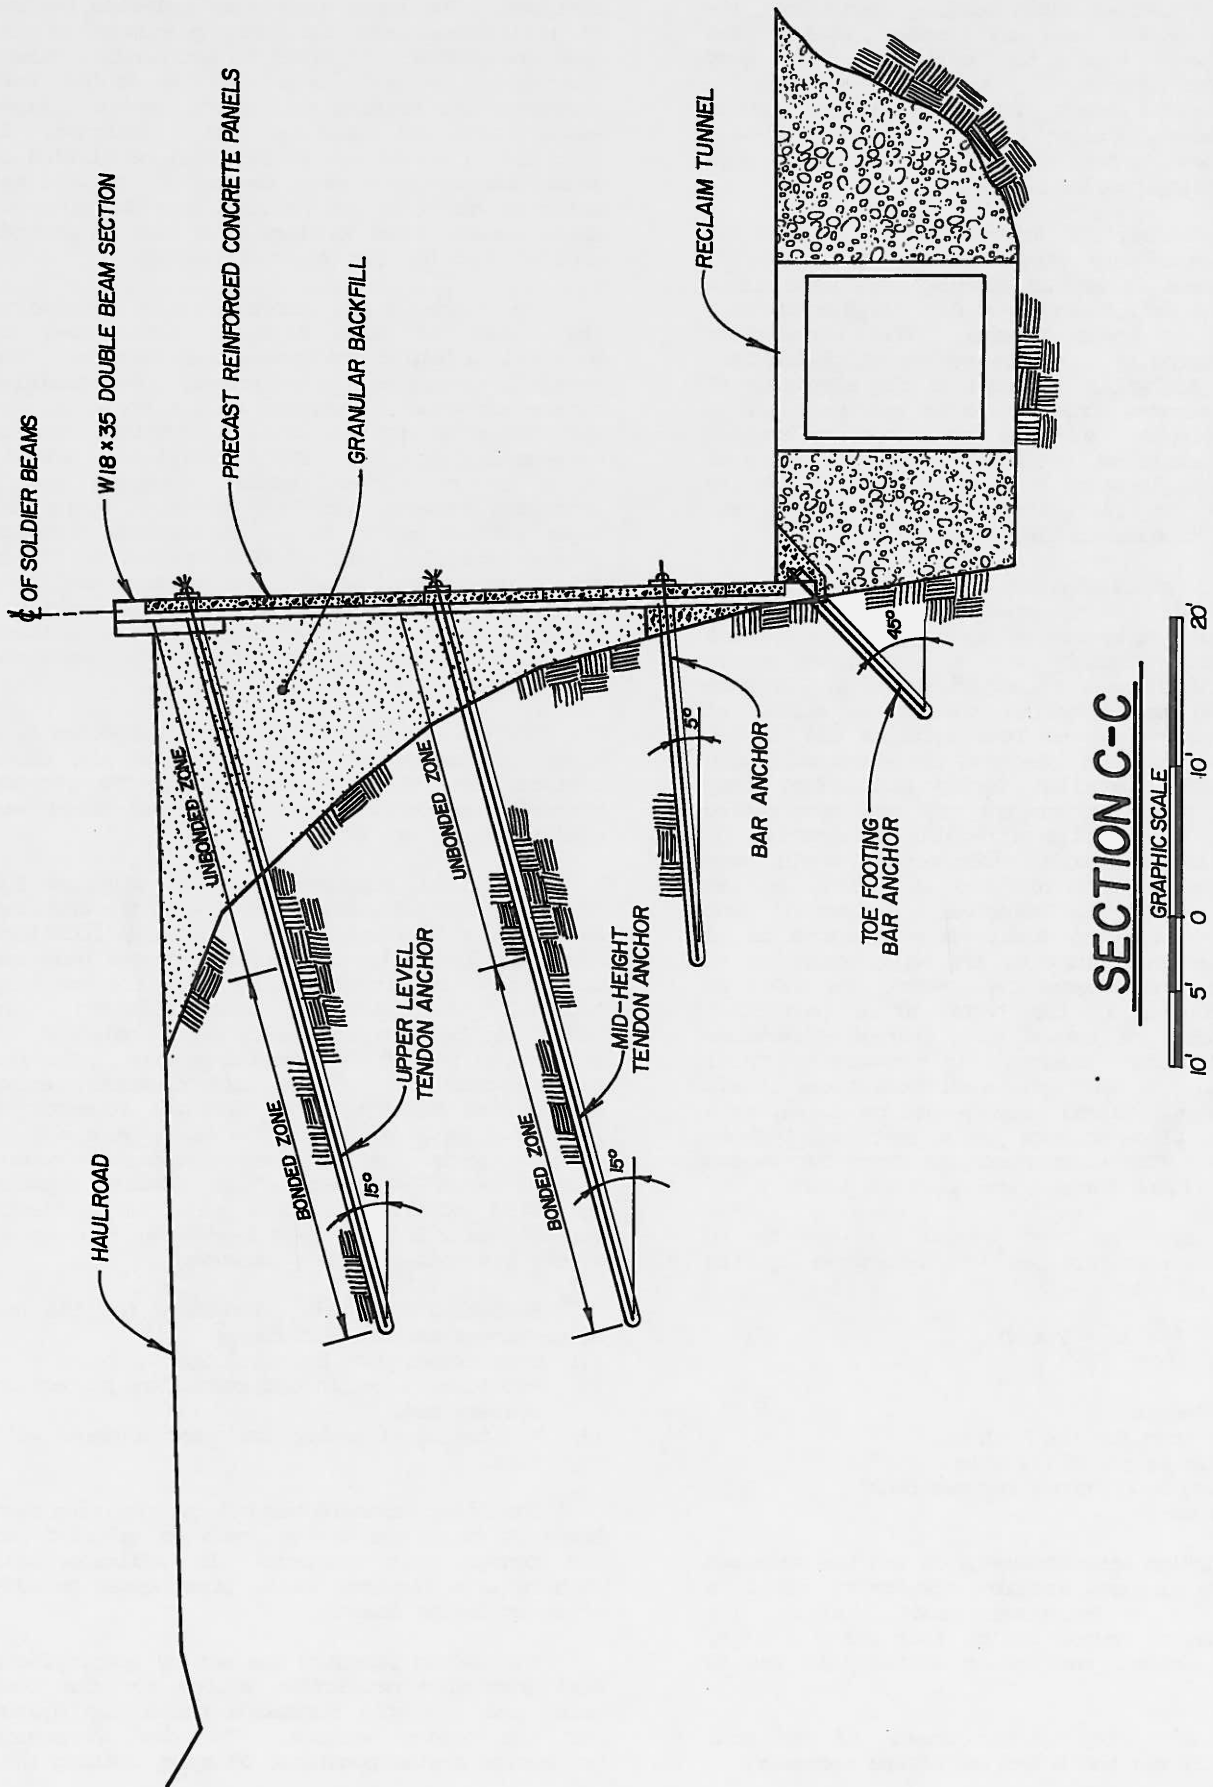 ℄ OF SOLDIER BEAMS
W18 x 35 DOUBLE BEAM SECTION
PRECAST REINFORCED CONCRETE PANELS
GRANULAR BACKFILL
HAULROAD
UNBONDED ZONE
BONDED ZONE
UPPER LEVEL
TENDON ANCHOR
15°
UNBONDED ZONE
BONDED ZONE
MID-HEIGHT
TENDON ANCHOR
15°
5°
BAR ANCHOR
45°
TOE FOOTING
BAR ANCHOR
RECLAIM TUNNEL
SECTION C-C
GRAPHIC SCALE
10' 5' 0 10' 20'